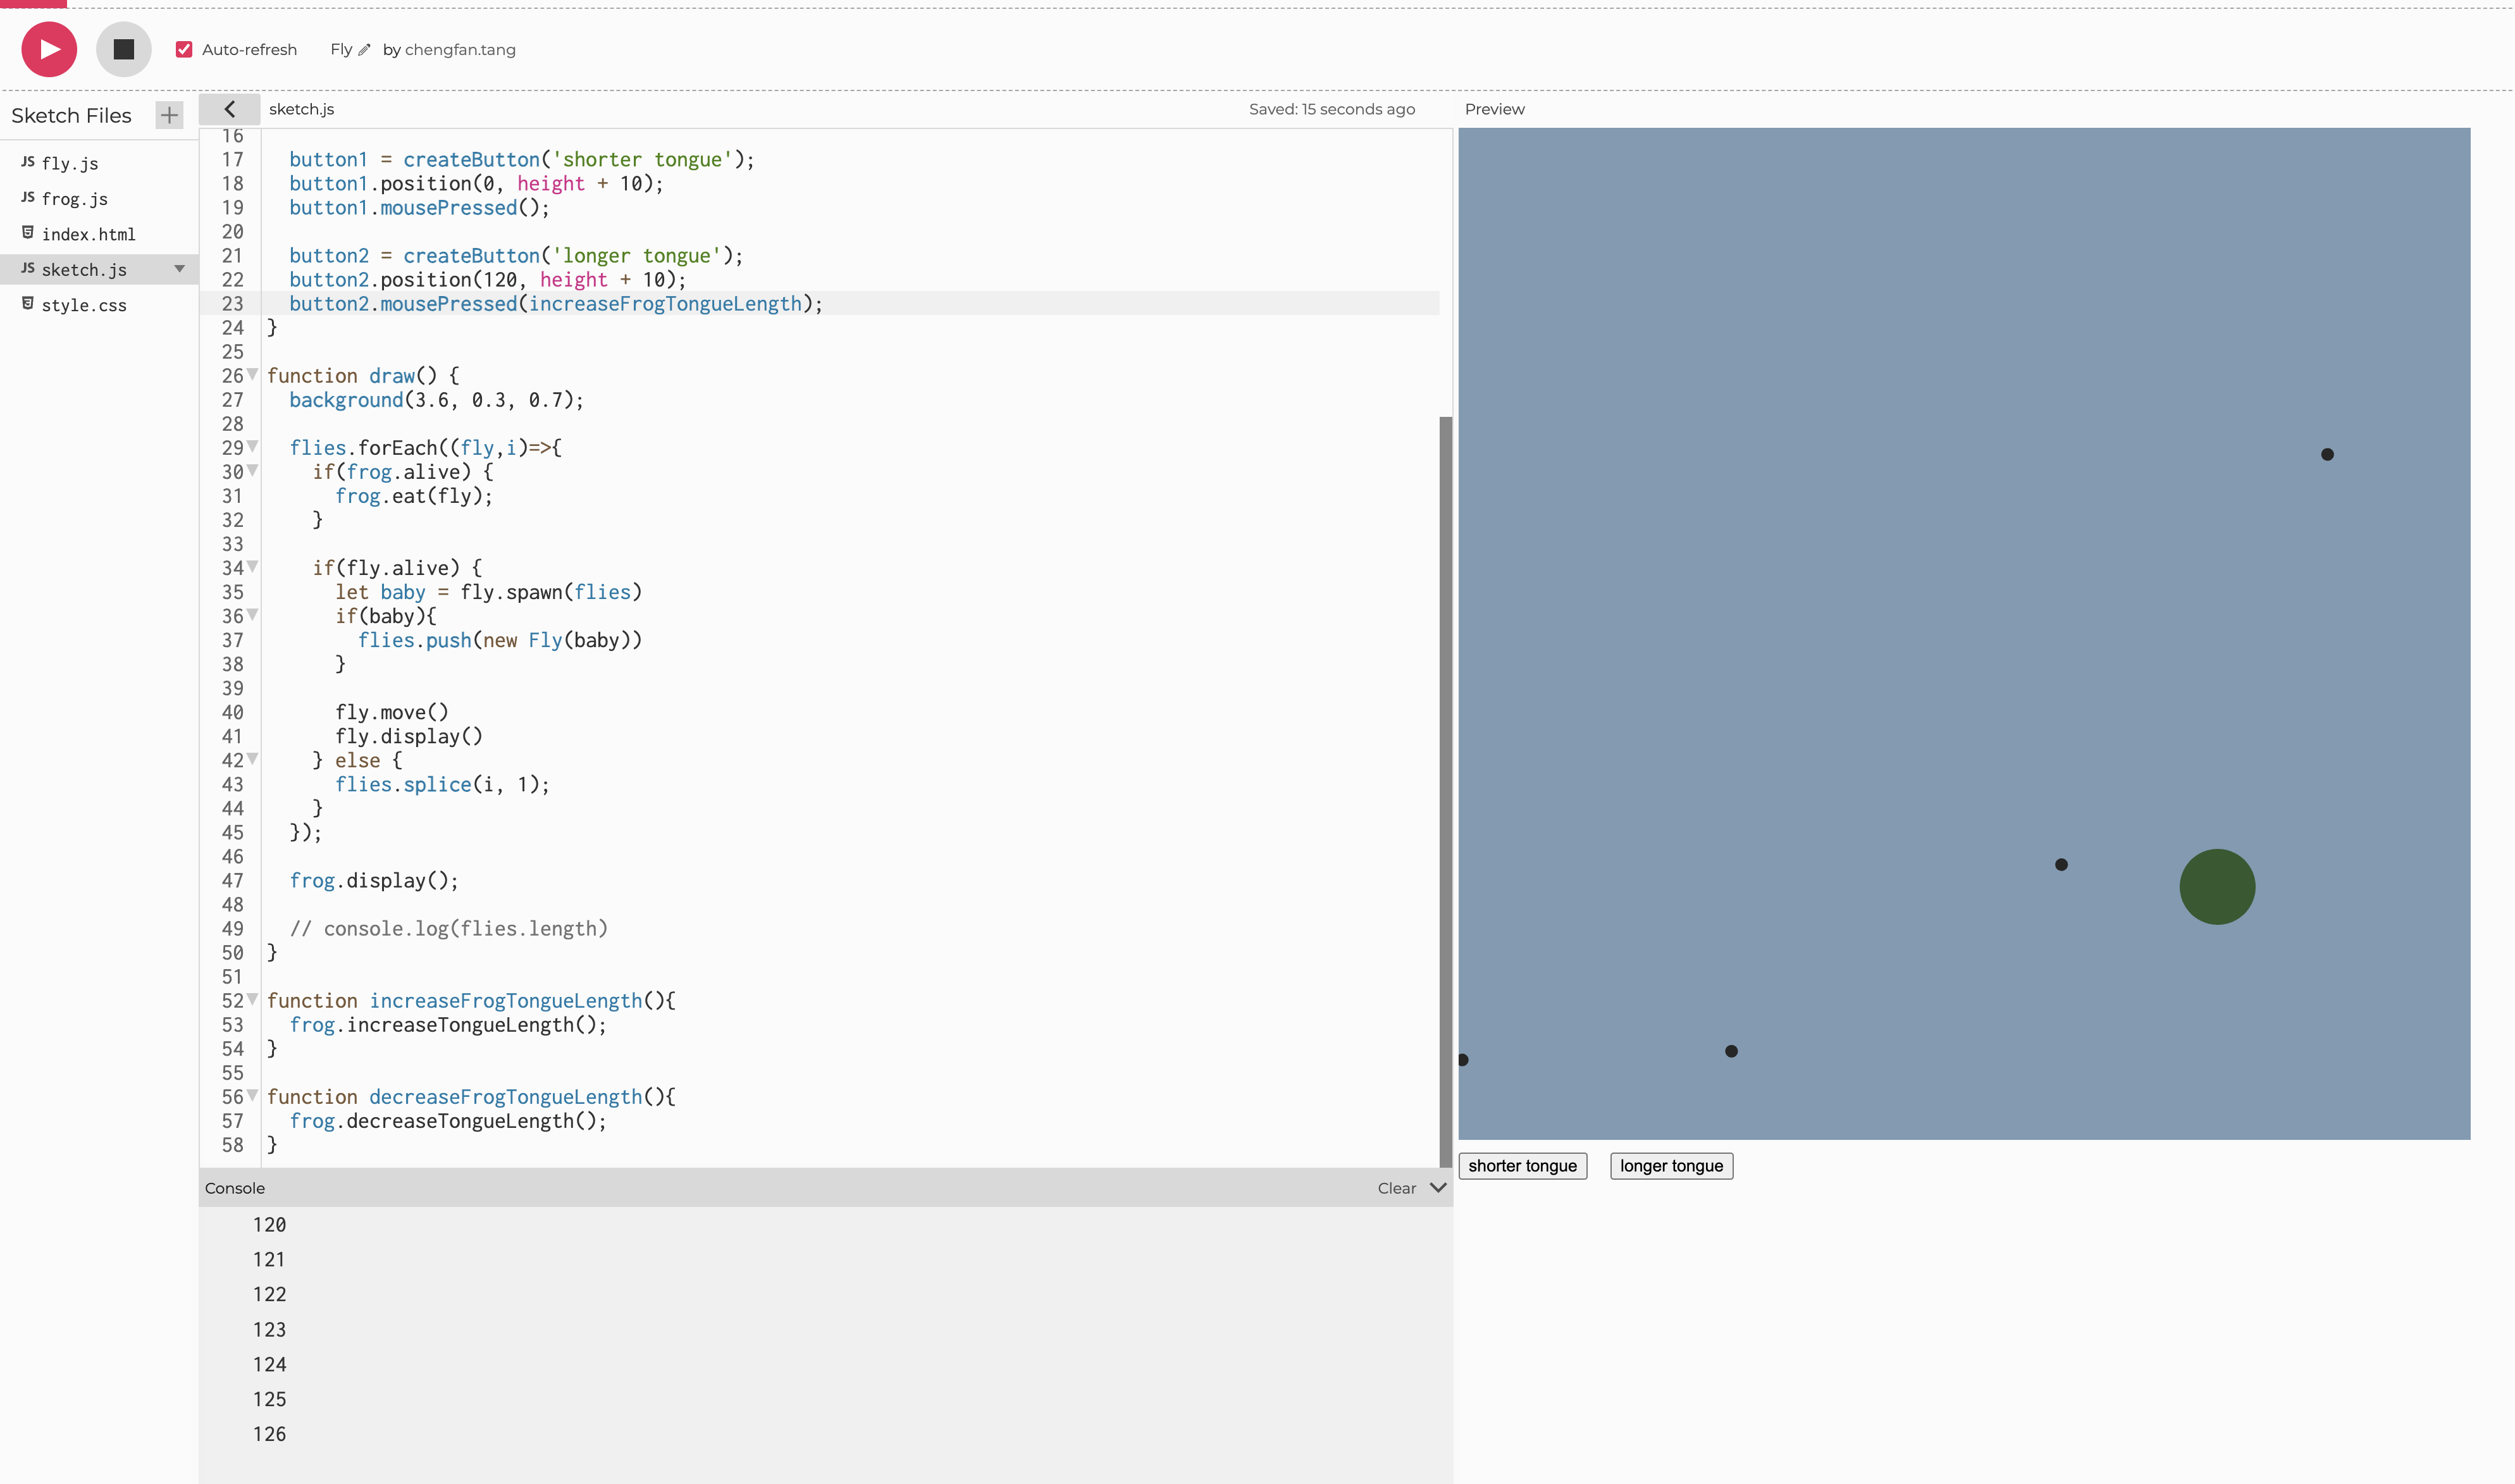 Auto-refresh Fly by chengfan.tang
Sketch Files
JS fly.js
JS frog.js
index.html
JS sketch.js
style.css
sketch.js Saved: 15 seconds ago
16
17 button1 = createButton('shorter tongue');
18 button1.position(0, height + 10);
19 button1.mousePressed();
20
21 button2 = createButton('longer tongue');
22 button2.position(120, height + 10);
23 button2.mousePressed(increaseFrogTongueLength);
24 }
25
26 function draw() {
27 background(3.6, 0.3, 0.7);
28
29 flies.forEach((fly,i)=>{
30 if(frog.alive) {
31 frog.eat(fly);
32 }
33
34 if(fly.alive) {
35 let baby = fly.spawn(flies)
36 if(baby){
37 flies.push(new Fly(baby))
38 }
39
40 fly.move()
41 fly.display()
42 } else {
43 flies.splice(i, 1);
44 }
45 });
46
47 frog.display();
48
49 // console.log(flies.length)
50 }
51
52 function increaseFrogTongueLength(){
53 frog.increaseTongueLength();
54 }
55
56 function decreaseFrogTongueLength(){
57 frog.decreaseTongueLength();
58 }
Console Clear
120
121
122
123
124
125
126
Preview
shorter tongue longer tongue